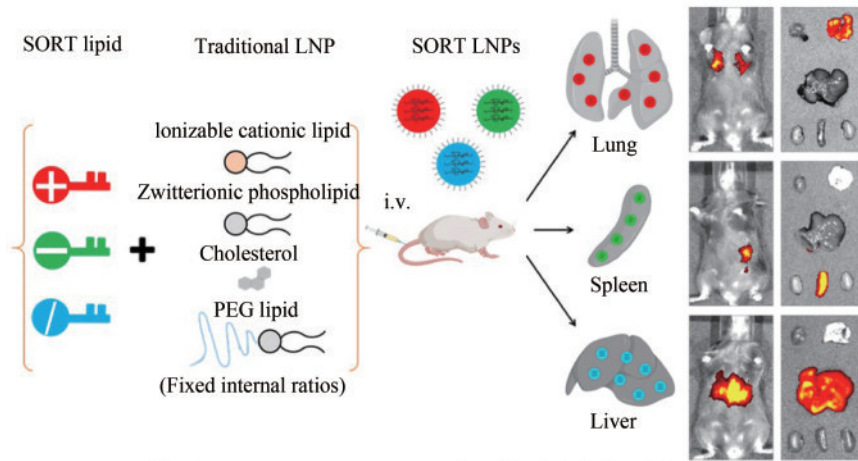 SORT lipid
Traditional LNP
SORT LNPs
Ionizable cationic lipid
Zwitterionic phospholipid
Cholesterol
PEG lipid
(Fixed internal ratios)
i.v.
Lung
Spleen
Liver